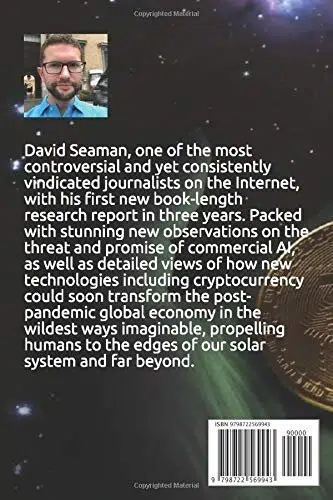 Copyrighted Material
David Seaman, one of the most
controversial and yet consistently
vindicated journalists on the Internet,
with his first new book-length
research report in three years. Packed
with stunning new observations on the
threat and promise of commercial AI,
as well as detailed views of how new
technologies including cryptocurrency
could soon transform the post-
pandemic global economy in the
wildest ways imaginable, propelling
humans to the edges of our solar
system and far beyond.
ISBN 9798722569943
90000
9 798722 569943
Copyrighted Material